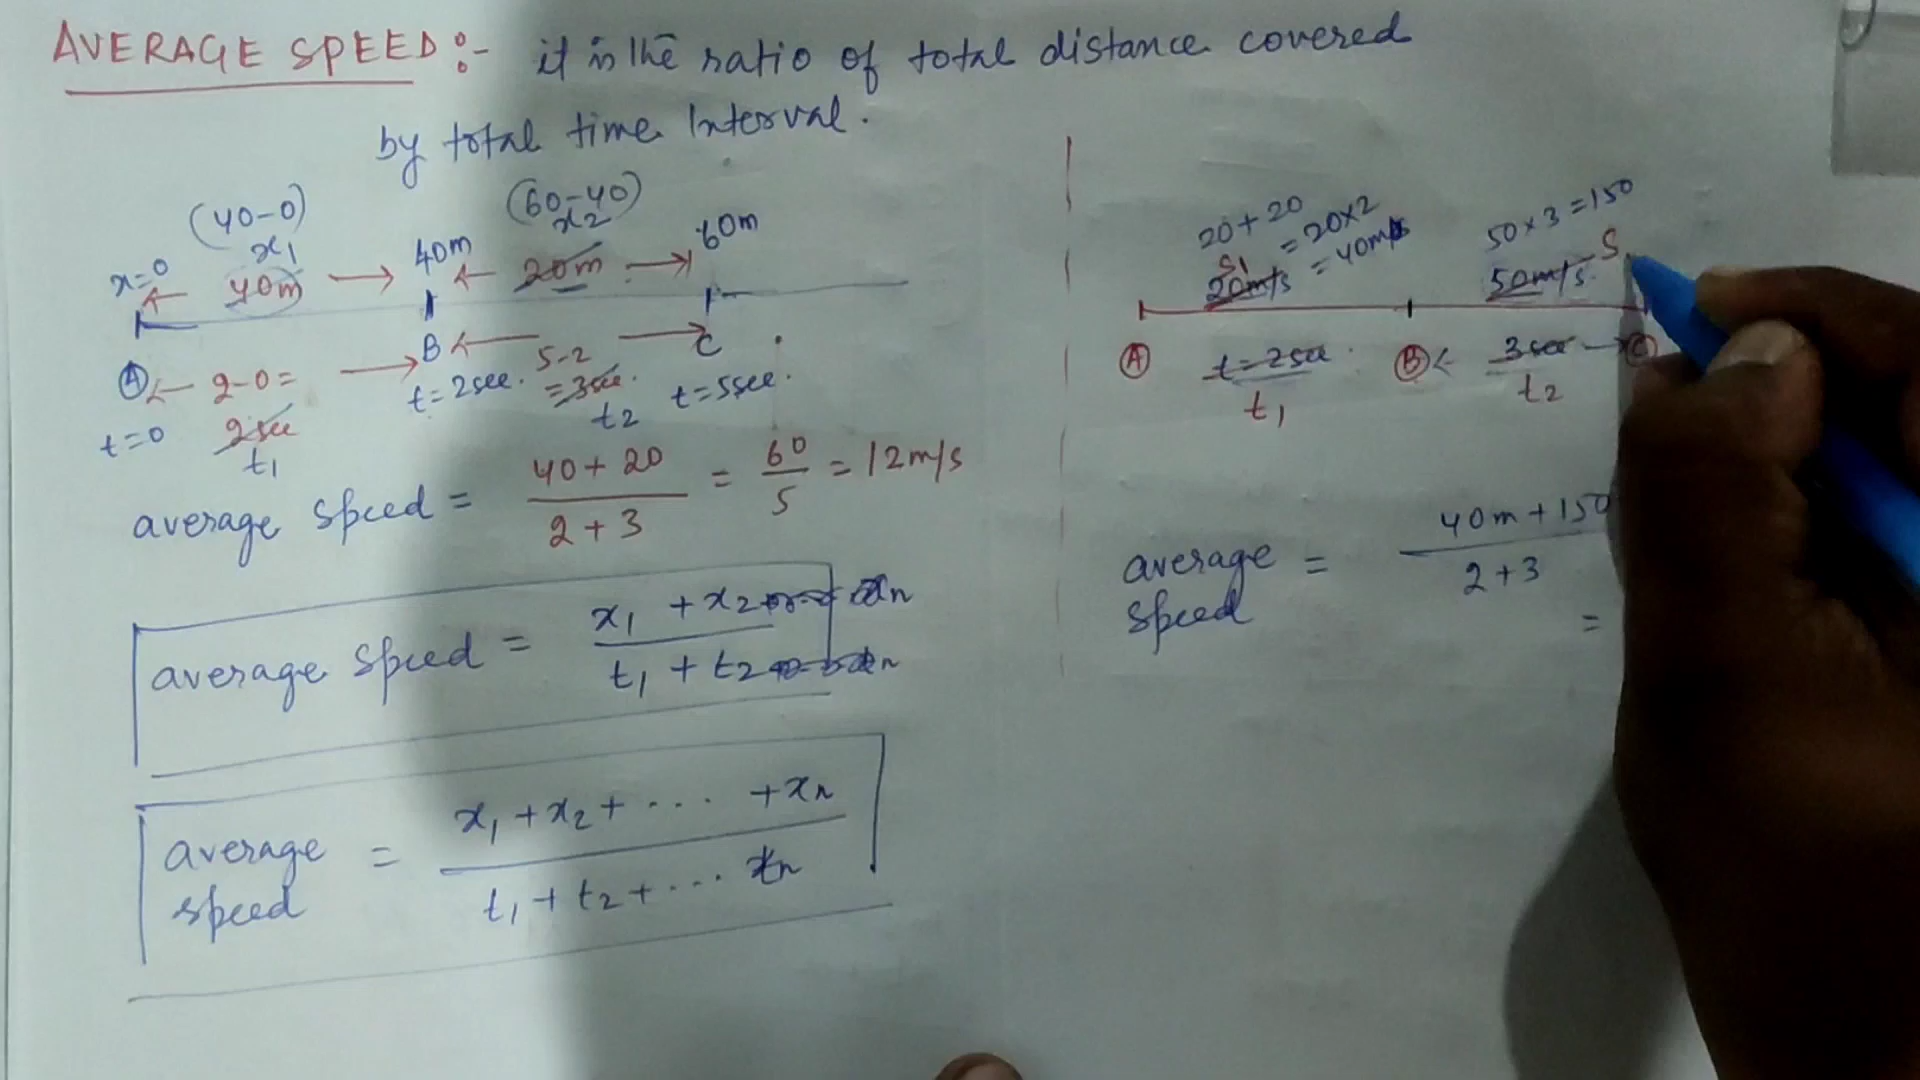 AVERAGE SPEED:- it is the ratio of total distance covered
by total time Interval.
(40-0) (60-40)
x1 x2
x=0 40m 40m 20m 60m
A B C
2-0= 5-2
t=0 2sec t=2sec. =3sec. t=5sec.
t1 t2
average speed = 40+20 / 2+3 = 60/5 = 12m/s
average speed = x1 + x2 xn / t1 + t2 n
average speed = x1+x2+... +xn / t1+t2+... tn
20+20 = 20×2 = 40m
50×3=150
S1 S
20m/s 50m/s.
A t=2sec B 3sec C
t1 t2
average speed = 40m+150 / 2+3
=